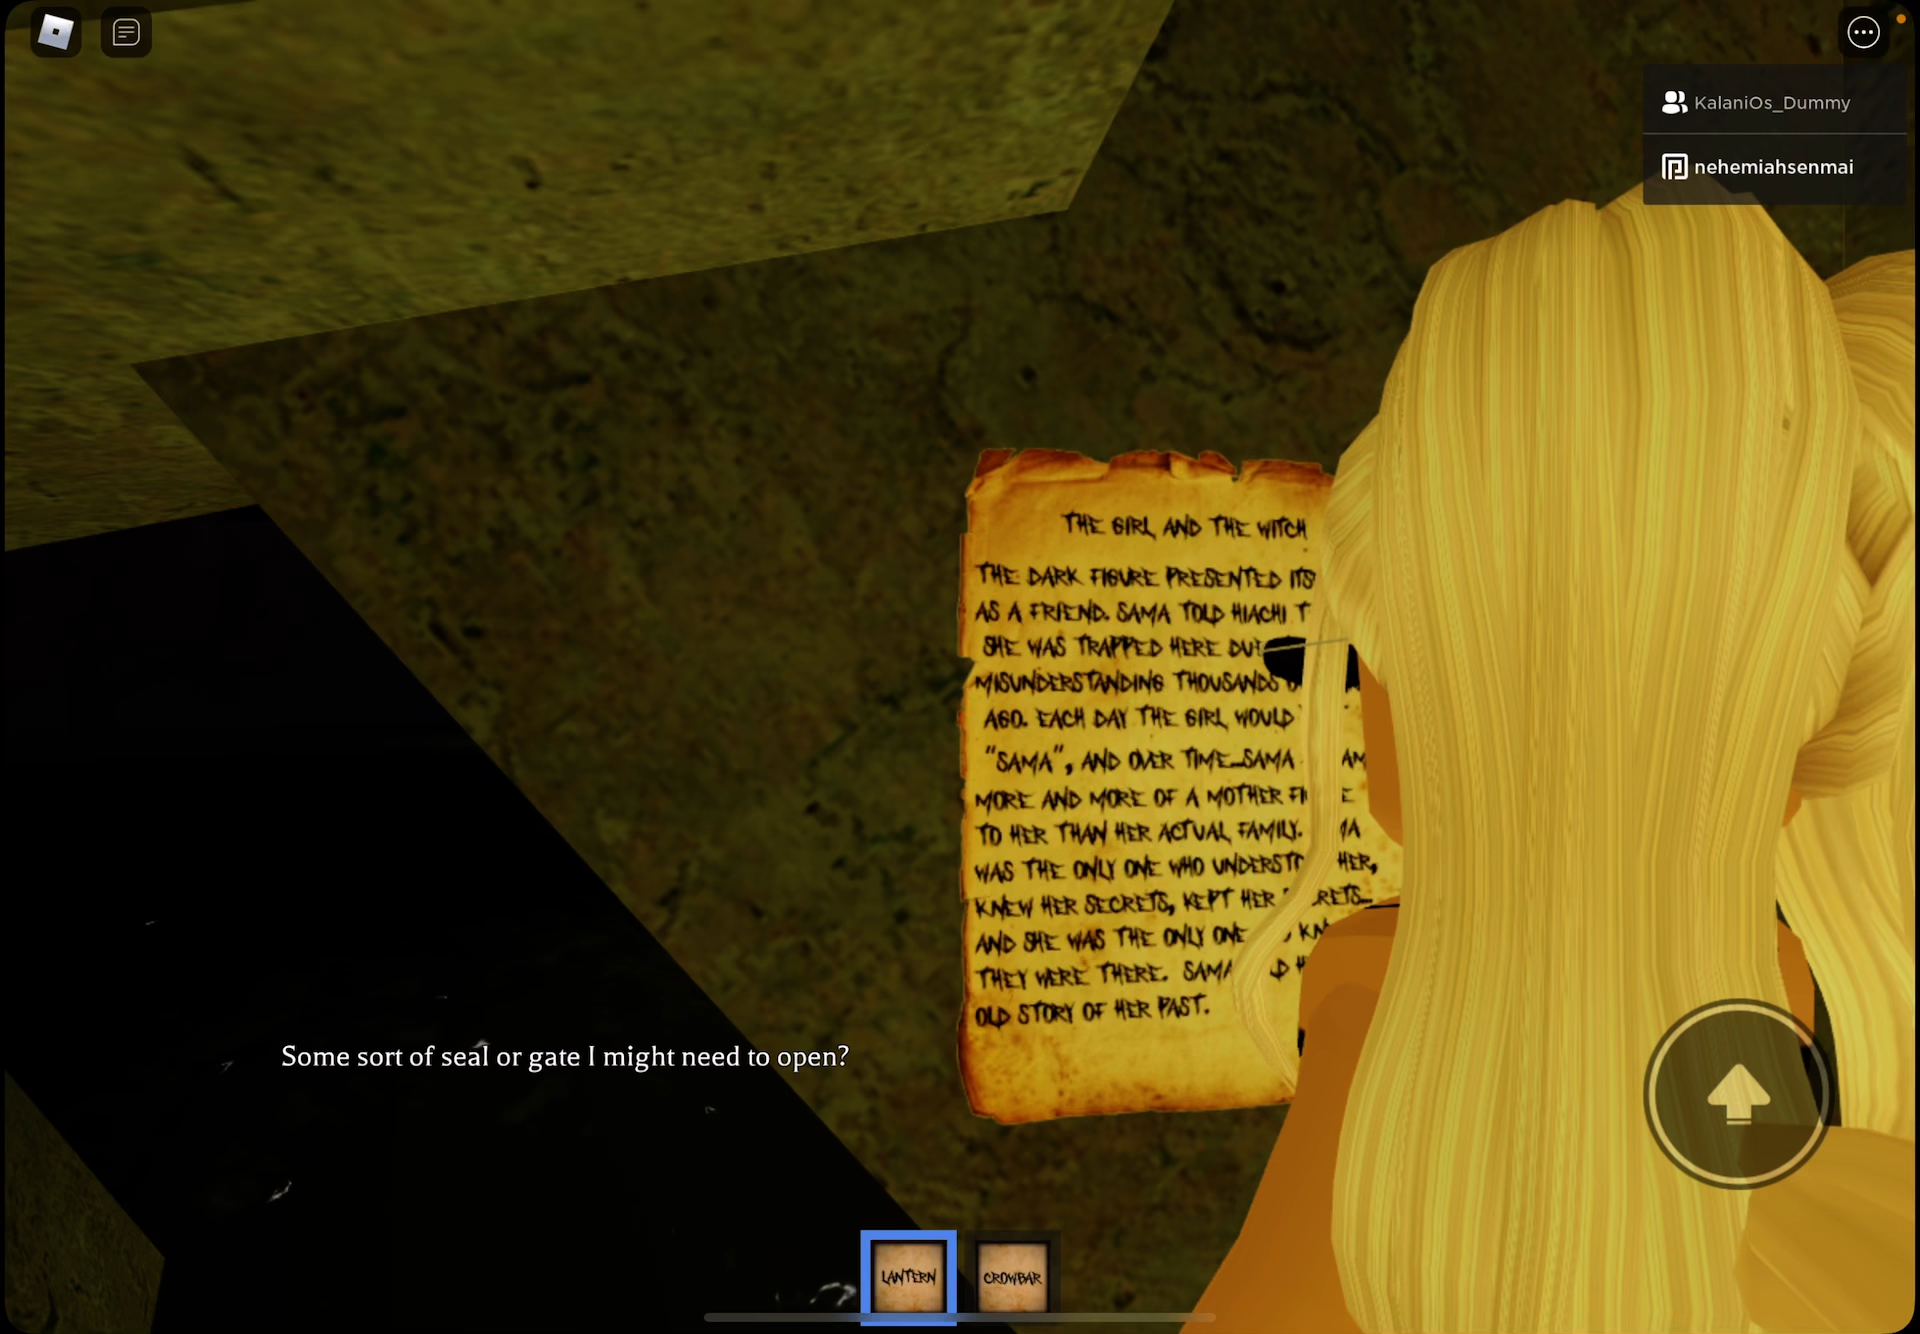 KalaniOs_Dummy
nehemiahsenmai
THE GIRL AND THE WITCH
THE DARK FIGURE PRESENTED
AS A FRIEND. SAMA TOLD HIACHI
SHE WAS TRAPPED HERE
MISUNDERSTANDING THOUSANDS
AGO. EACH DAY THE GIRL WOULD
"SAMA", AND OVER TIME...SAMA
MORE AND MORE OF A MOTHER
TO HER THAN HER ACTUAL FAMILY.
WAS THE ONLY ONE WHO HER,
KNEW HER SECRETS, KEPT HER
AND SHE WAS THE ONLY ONE
THEY WERE THERE. SAMA
OLD STORY OF HER PAST.
Some sort of seal or gate I might need to open?
LANTERN
CROWBAR